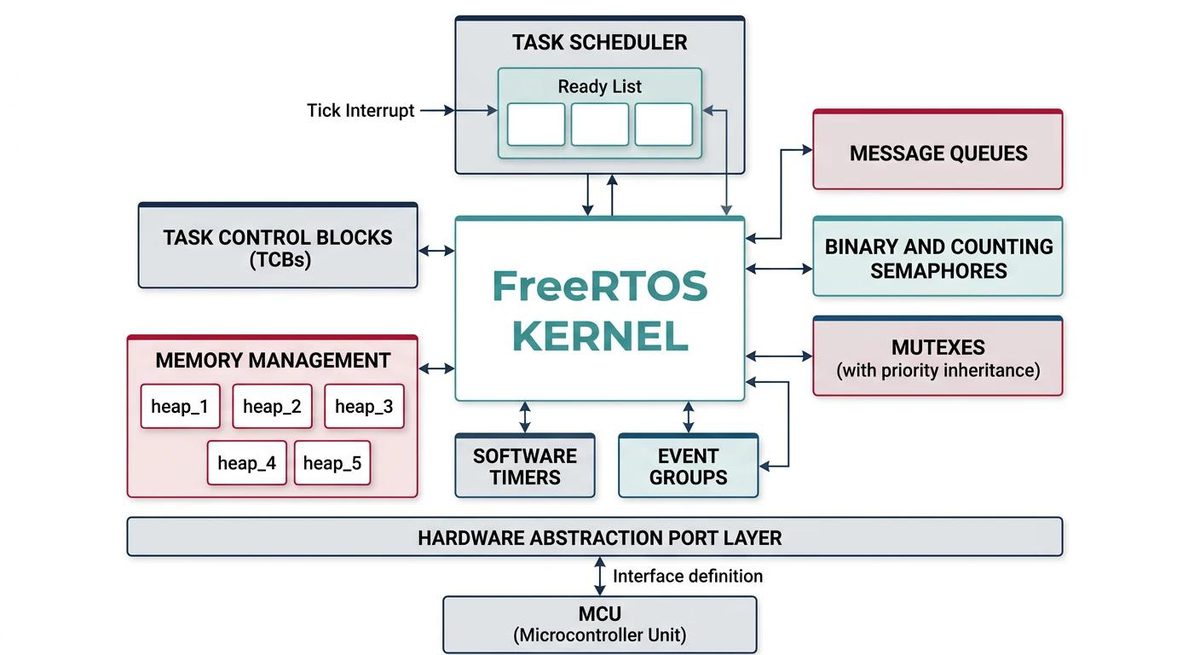 TASK SCHEDULER
Ready List
Tick Interrupt
MESSAGE QUEUES
TASK CONTROL BLOCKS
(TCBs)
BINARY AND COUNTING
SEMAPHORES
FreeRTOS
KERNEL
MUTEXES
(with priority inheritance)
MEMORY MANAGEMENT
heap_1
heap_2
heap_3
heap_4
heap_5
SOFTWARE
TIMERS
EVENT
GROUPS
HARDWARE ABSTRACTION PORT LAYER
Interface definition
MCU
(Microcontroller Unit)